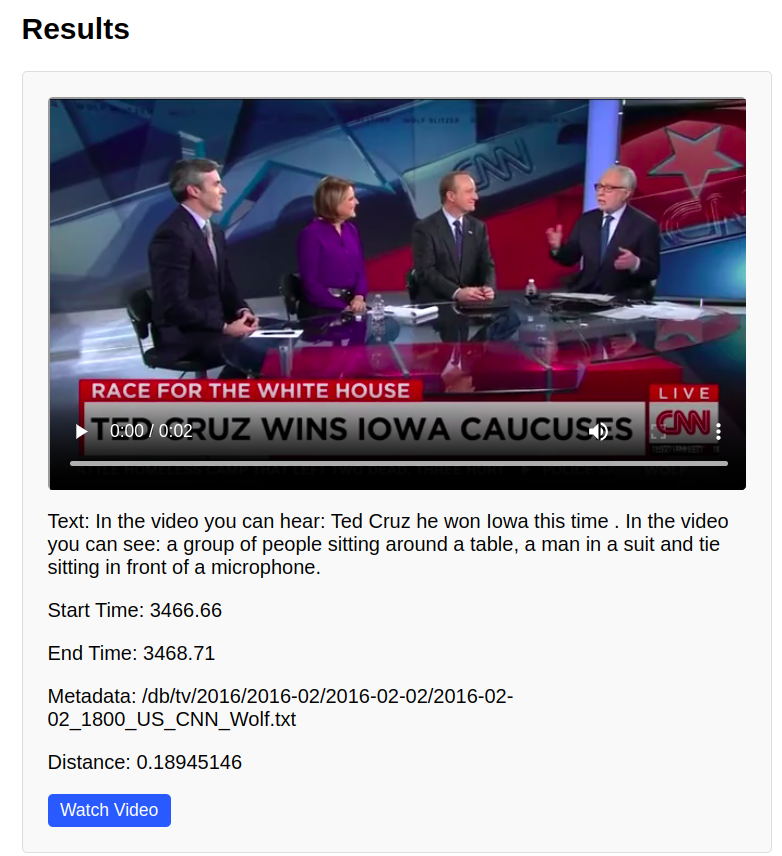 Results
WOLF BLITZER
CNN
CN
RACE FOR THE WHITE HOUSE
LIVE
TED CRUZ WINS IOWA CAUCUSES
CNN
0:00 / 0:02
Text: In the video you can hear: Ted Cruz he won Iowa this time . In the video
you can see: a group of people sitting around a table, a man in a suit and tie
sitting in front of a microphone.
Start Time: 3466.66
End Time: 3468.71
Metadata: /db/tv/2016/2016-02/2016-02-02/2016-02-
02_1800_US_CNN_Wolf.txt
Distance: 0.18945146
Watch Video